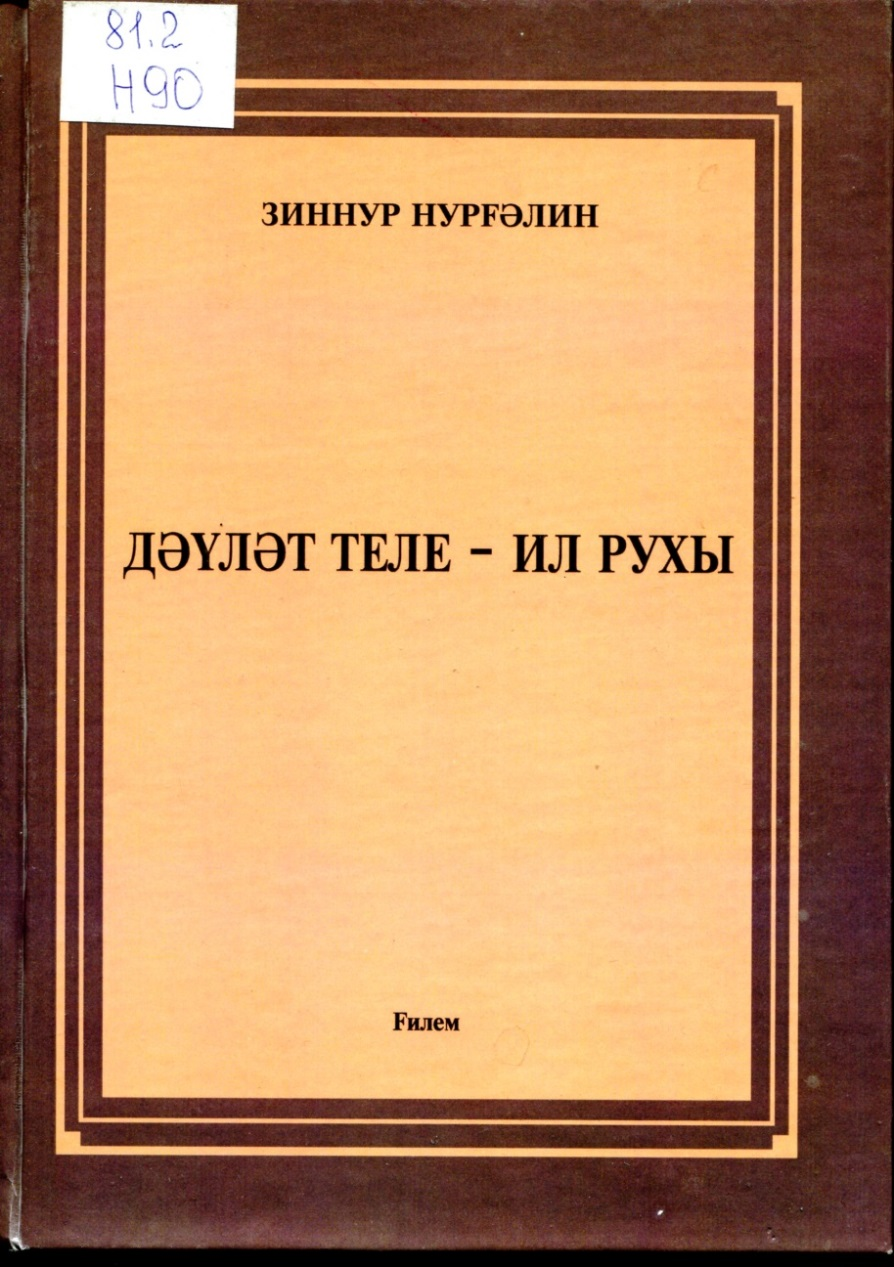 81.2
Н90
ЗИННУР НУРҒӘЛИН
ДӘҮЛӘТ ТЕЛЕ - ИЛ РУХЫ
Ғилем